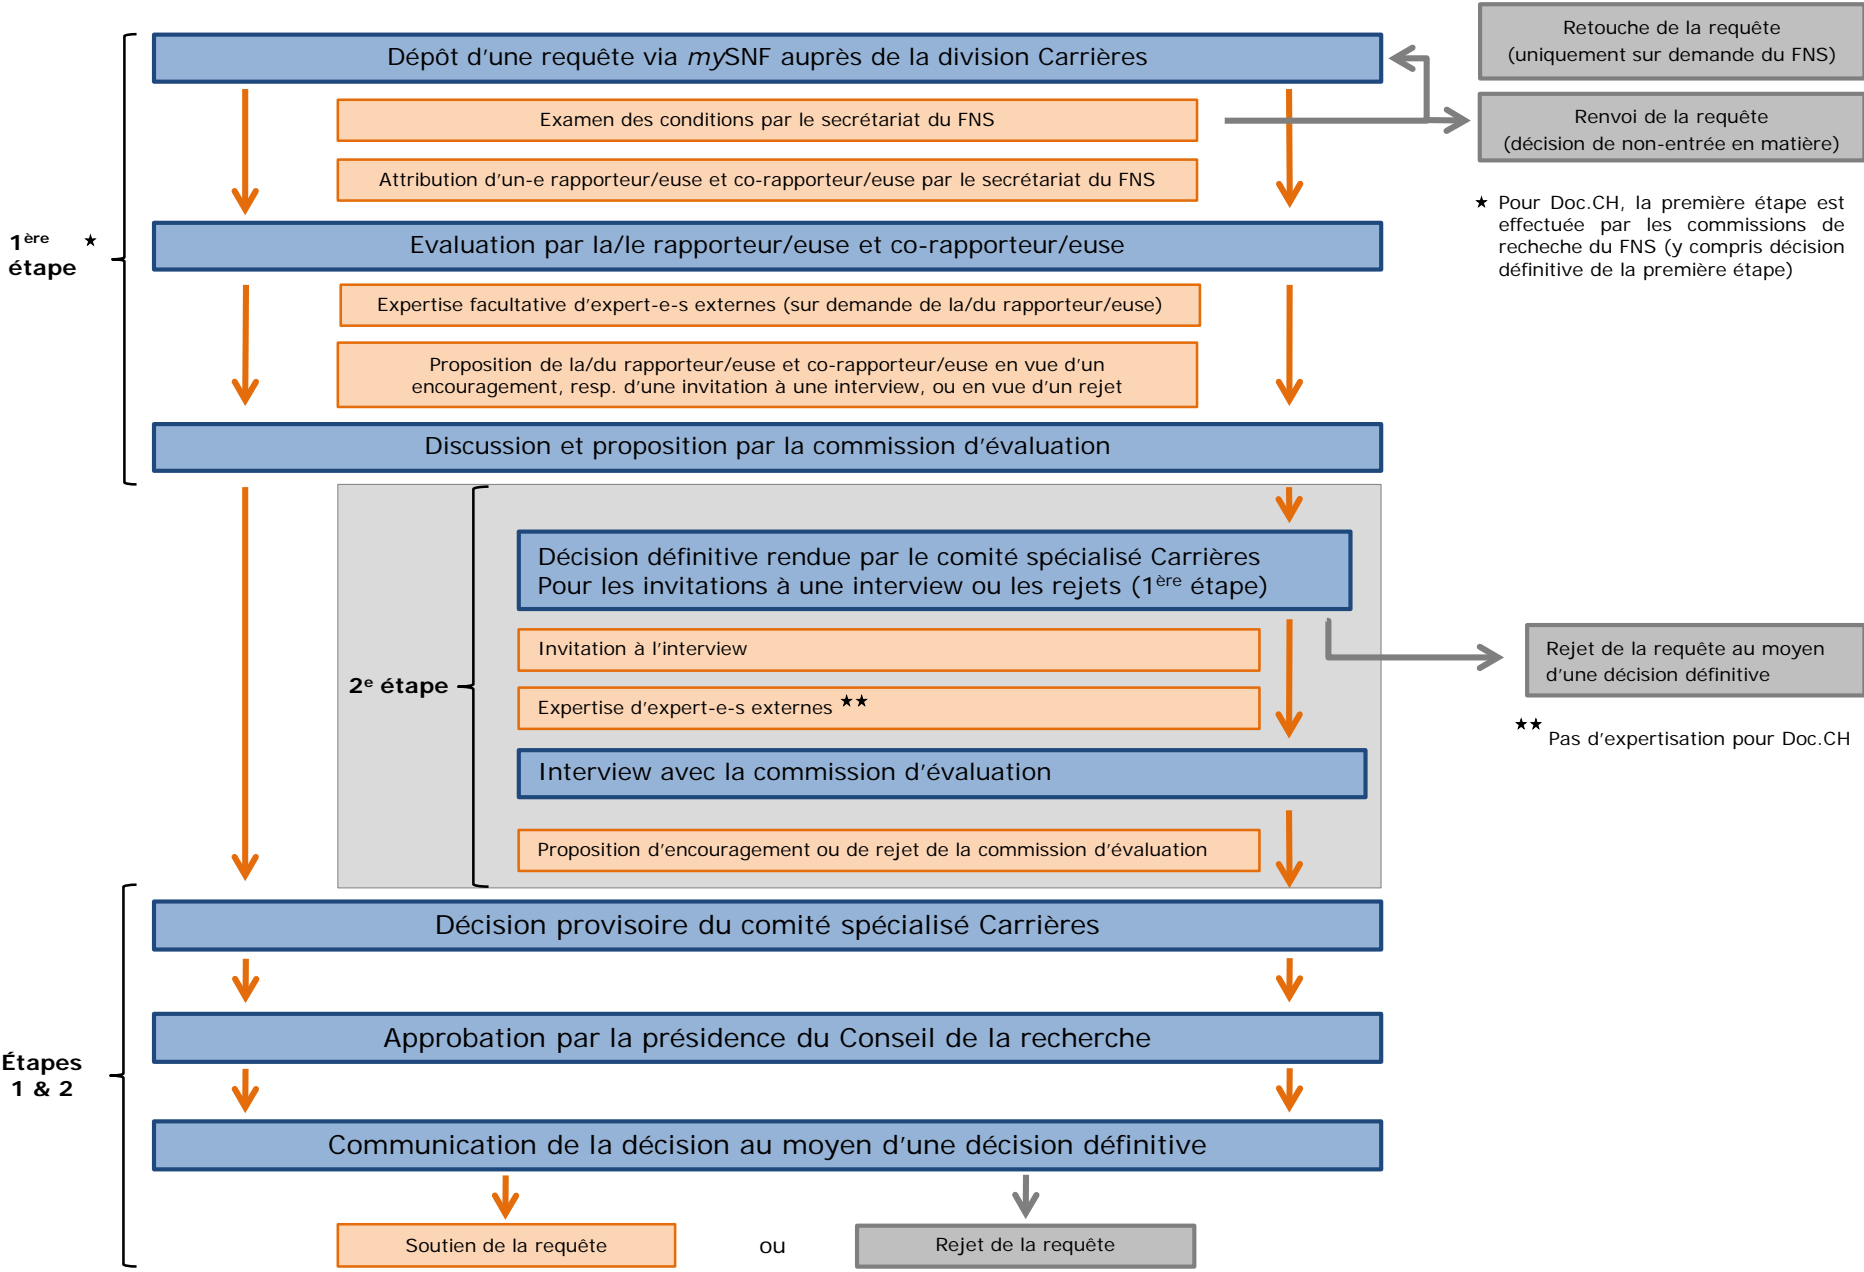 Dépôt d'une requête via mySNF auprès de la division Carrières
Retouche de la requête
(uniquement sur demande du FNS)
Examen des conditions par le secrétariat du FNS
Renvoi de la requête
(décision de non-entrée en matière)
Attribution d'un-e rapporteur/euse et co-rapporteur/euse par le secrétariat du FNS
★ Pour Doc.CH, la première étape est
effectuée par les commissions de
recheche du FNS (y compris décision
définitive de la première étape)
1ère ★
étape
Evaluation par la/le rapporteur/euse et co-rapporteur/euse
Expertise facultative d'expert-e-s externes (sur demande de la/du rapporteur/euse)
Proposition de la/du rapporteur/euse et co-rapporteur/euse en vue d'un
encouragement, resp. d'une invitation à une interview, ou en vue d'un rejet
Discussion et proposition par la commission d'évaluation
Décision définitive rendue par le comité spécialisé Carrières
Pour les invitations à une interview ou les rejets (1ère étape)
Invitation à l'interview
Rejet de la requête au moyen
d'une décision définitive
2e étape
Expertise d'expert-e-s externes ★★
★★ Pas d'expertisation pour Doc.CH
Interview avec la commission d'évaluation
Proposition d'encouragement ou de rejet de la commission d'évaluation
Décision provisoire du comité spécialisé Carrières
Approbation par la présidence du Conseil de la recherche
Étapes
1 & 2
Communication de la décision au moyen d'une décision définitive
Soutien de la requête
ou
Rejet de la requête